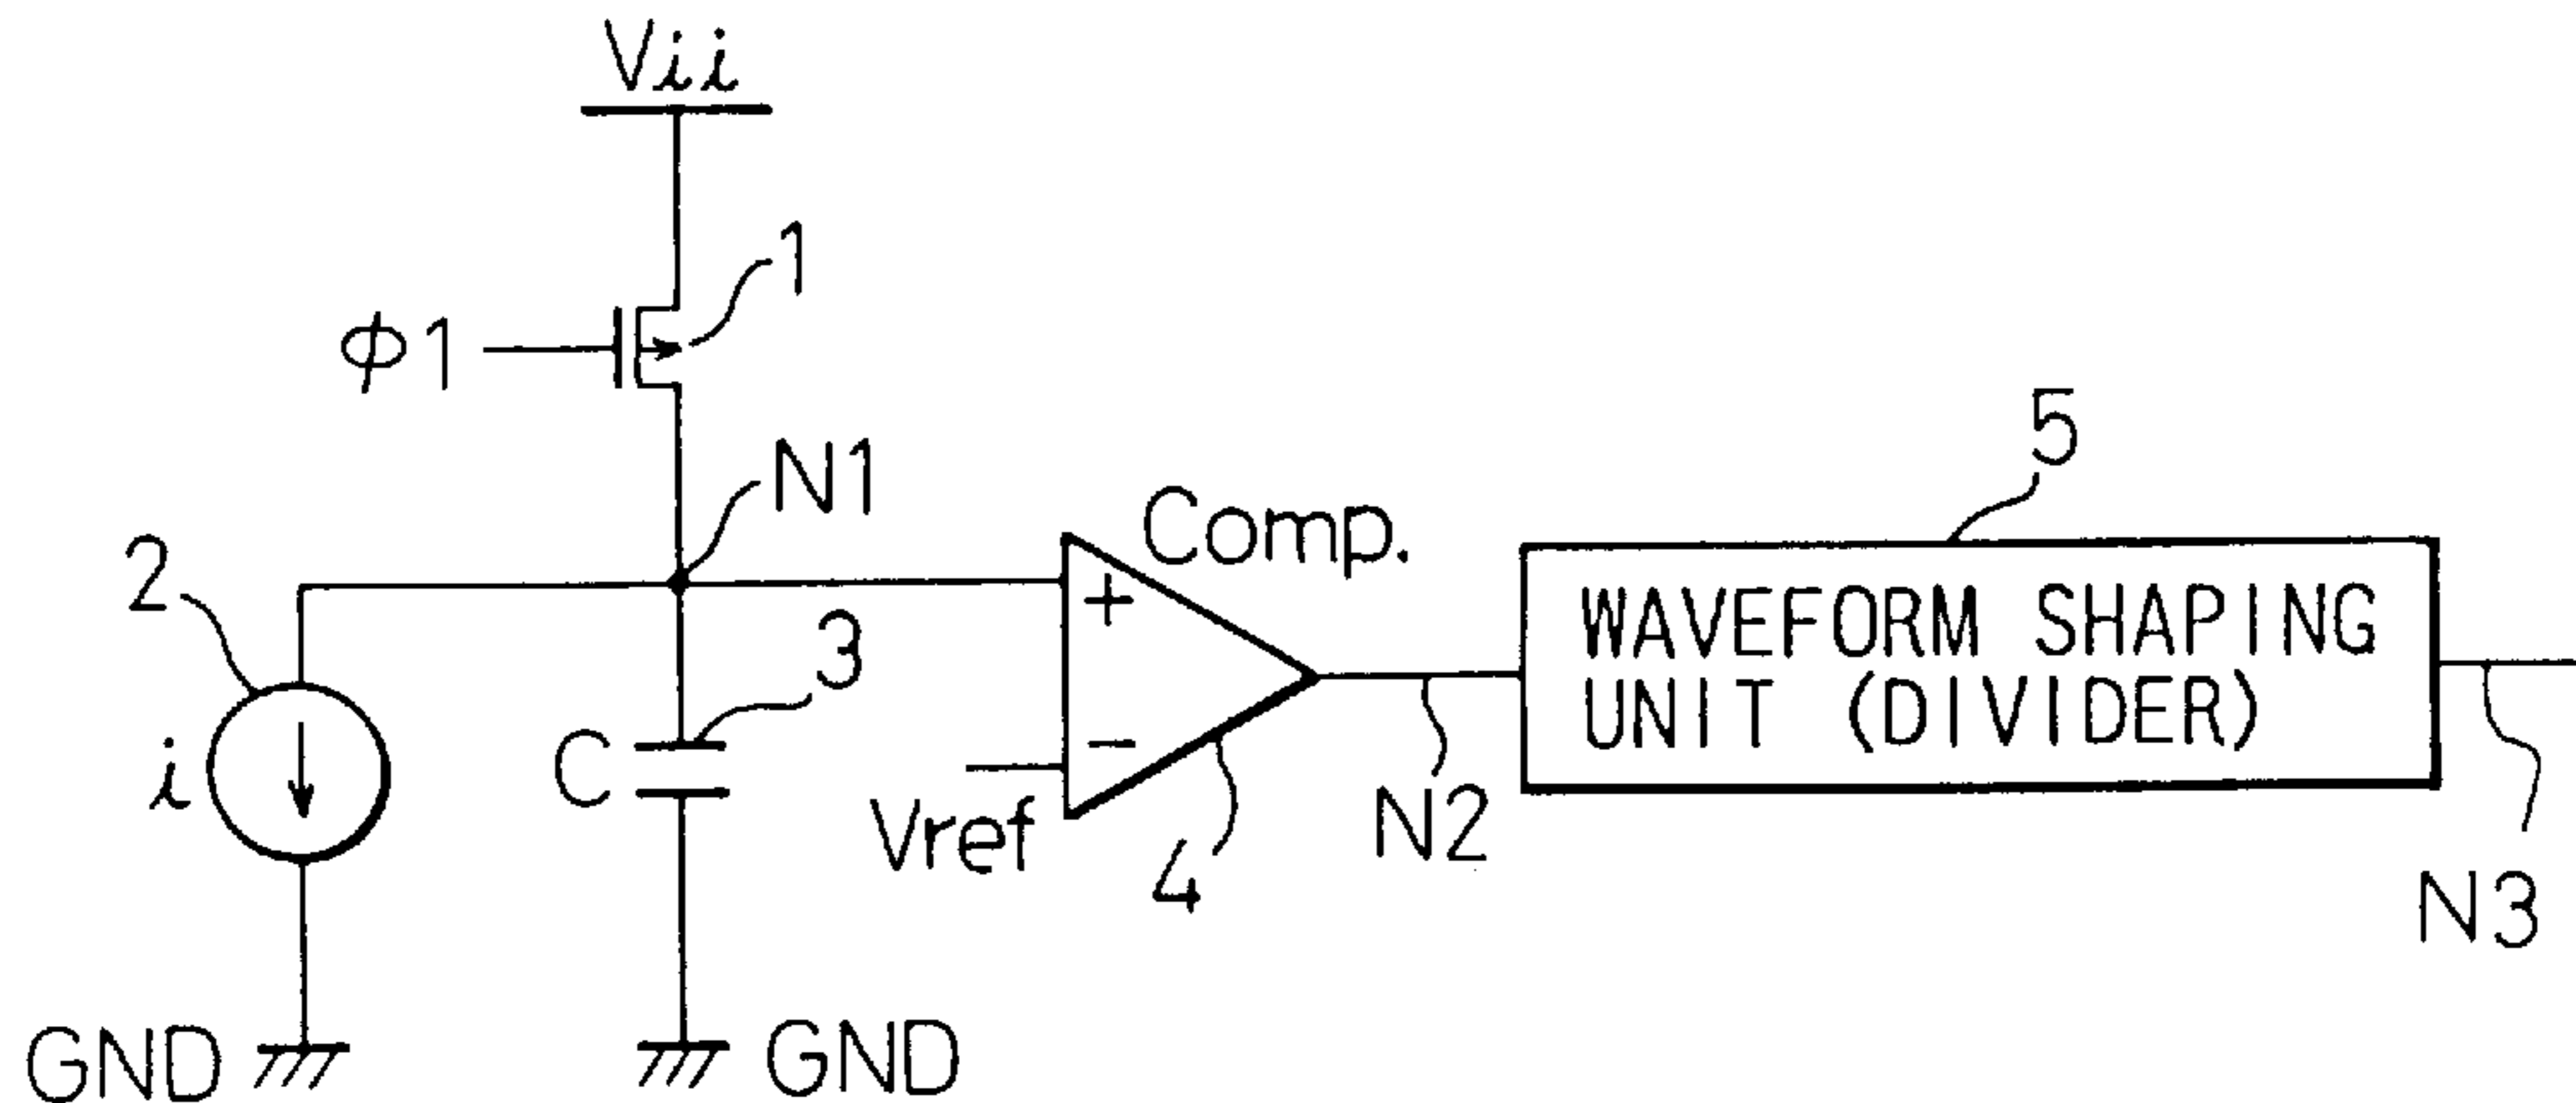 Vii
1
ϕ1
N1
5
Comp.
2
+
WAVEFORM SHAPING
UNIT (DIVIDER)
3
i
C
−
Vref
4
N2
N3
GND
GND